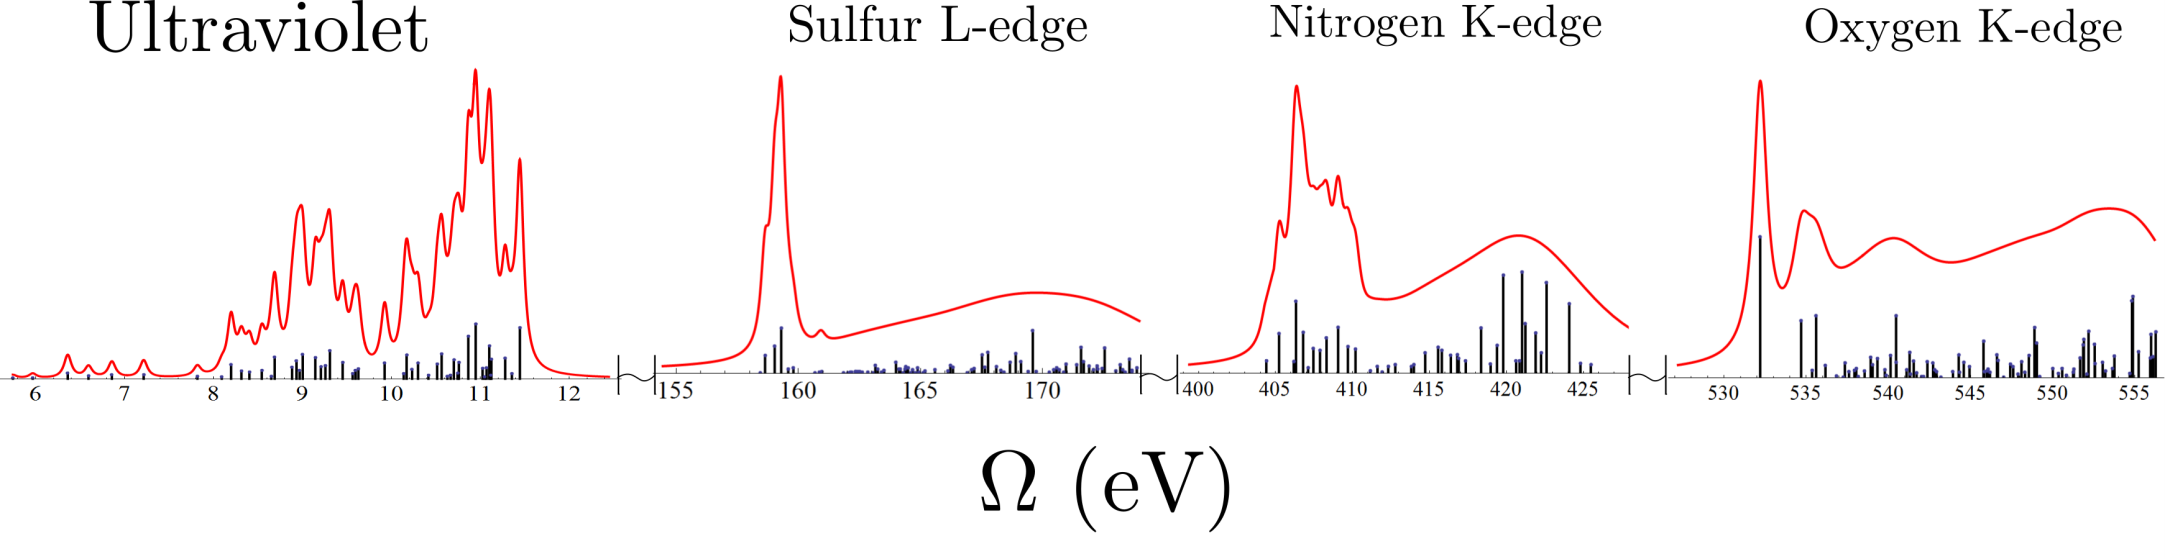 Ultraviolet Sulfur L-edge Nitrogen K-edge Oxygen K-edge
6 7 8 9 10 11 12 155 160 165 170 400 405 410 415 420 425 530 535 540 545 550 555
Ω (eV)